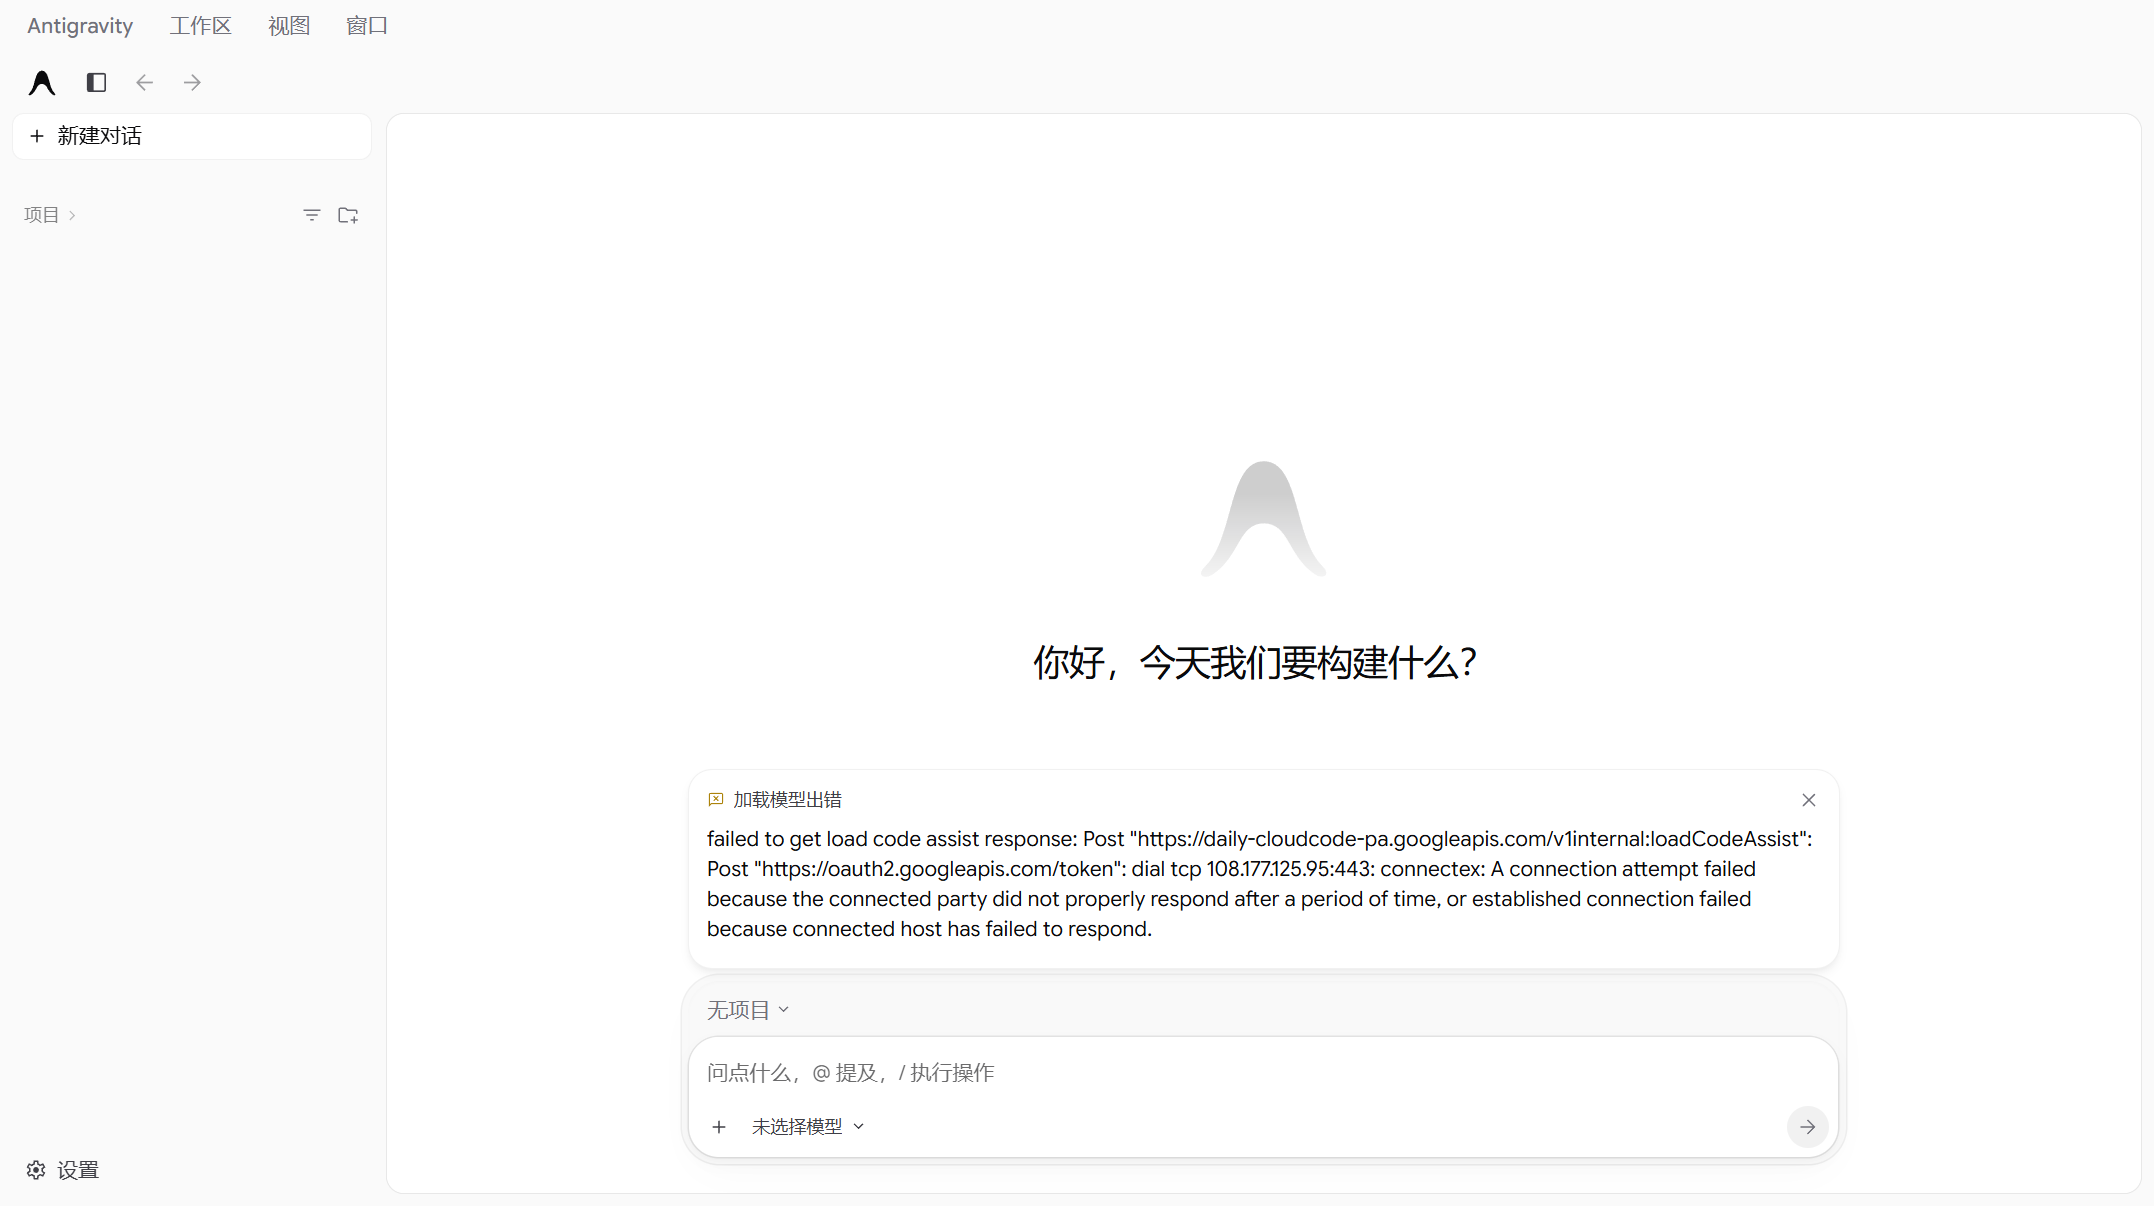 Antigravity 工作区 视图 窗口
新建对话
项目
你好，今天我们要构建什么？
加载模型出错
failed to get load code assist response: Post "https://daily-cloudcode-pa.googleapis.com/v1internal:loadCodeAssist":
Post "https://oauth2.googleapis.com/token": dial tcp 108.177.125.95:443: connectex: A connection attempt failed
because the connected party did not properly respond after a period of time, or established connection failed
because connected host has failed to respond.
无项目
问点什么，@ 提及，/ 执行操作
未选择模型
设置